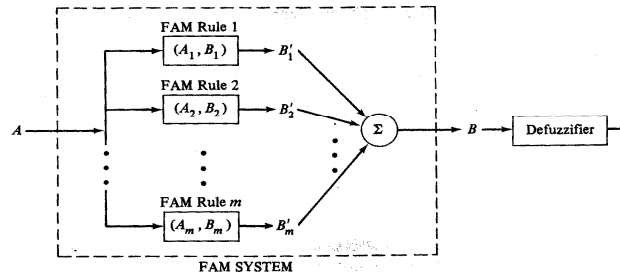 FAM Rule 1
(A₁, B₁)
B′₁
FAM Rule 2
(A₂, B₂)
B′₂
A
Σ
B
Defuzzifier
FAM Rule m
(Aₘ, Bₘ)
B′ₘ
FAM SYSTEM